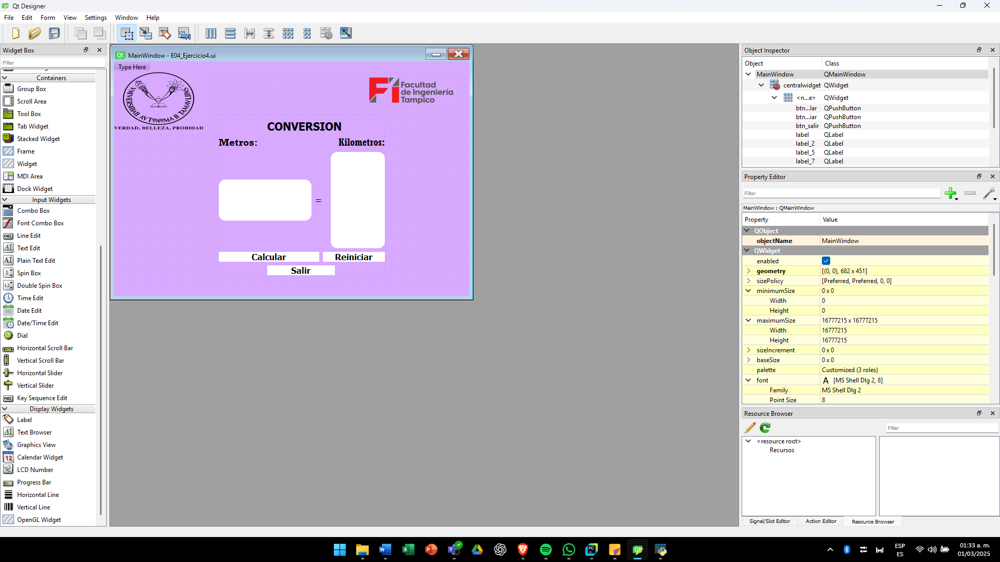 Qt Designer
File Edit Form View Settings Window Help
Widget Box
Filter
Containers
Group Box
Scroll Area
Tool Box
Tab Widget
Stacked Widget
Frame
Widget
MDI Area
Dock Widget
Input Widgets
Combo Box
Font Combo Box
Line Edit
Text Edit
Plain Text Edit
Spin Box
Double Spin Box
Time Edit
Date Edit
Date/Time Edit
Dial
Horizontal Scroll Bar
Vertical Scroll Bar
Horizontal Slider
Vertical Slider
Key Sequence Edit
Display Widgets
Label
Text Browser
Graphics View
Calendar Widget
LCD Number
Progress Bar
Horizontal Line
Vertical Line
OpenGL Widget
MainWindow - E04_Ejercicio4.ui
Type Here
VERDAD, BELLEZA, PROBIDAD
Fi Facultad
de Ingeniería
Tampico
CONVERSION
Metros: Kilometros:
=
Calcular Reiniciar
Salir
Object Inspector
Object Class
MainWindow QMainWindow
centralwidget QWidget
<n...e> QWidget
btn...lar QPushButton
btn...iar QPushButton
btn_salir QPushButton
label QLabel
label_2 QLabel
label_5 QLabel
label_7 QLabel
Property Editor
Filter
MainWindow : QMainWindow
Property Value
QObject
objectName MainWindow
QWidget
enabled
geometry [(0, 0), 682 x 451]
sizePolicy [Preferred, Preferred, 0, 0]
minimumSize 0 x 0
Width 0
Height 0
maximumSize 16777215 x 16777215
Width 16777215
Height 16777215
sizeIncrement 0 x 0
baseSize 0 x 0
palette Customized (3 roles)
font A [MS Shell Dlg 2, 8]
Family MS Shell Dlg 2
Point Size 8
Resource Browser
Filter
<resource root>
Recursos
Signal/Slot Editor Action Editor Resource Browser
ESP
ES
01:33 a. m.
01/03/2025